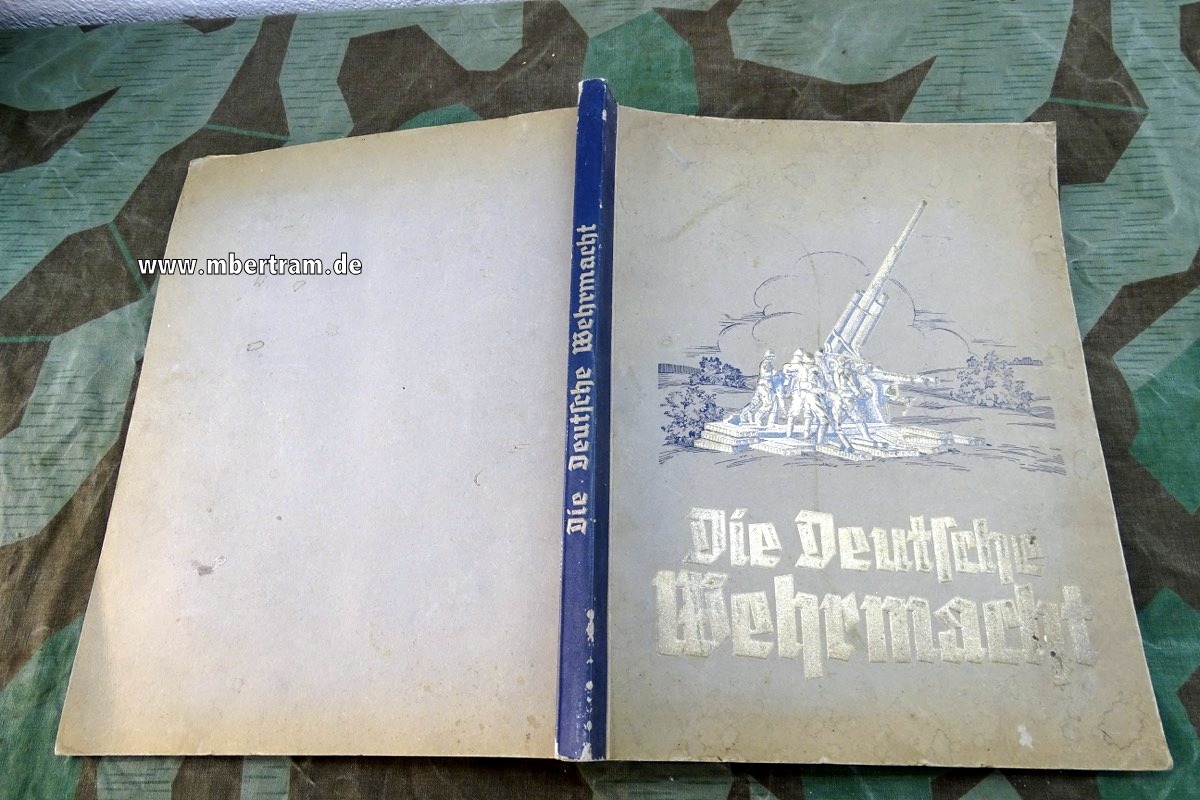 www.mbertram.de
Die Deutſche Wehrmacht
Die Deutſche
Wehrmacht